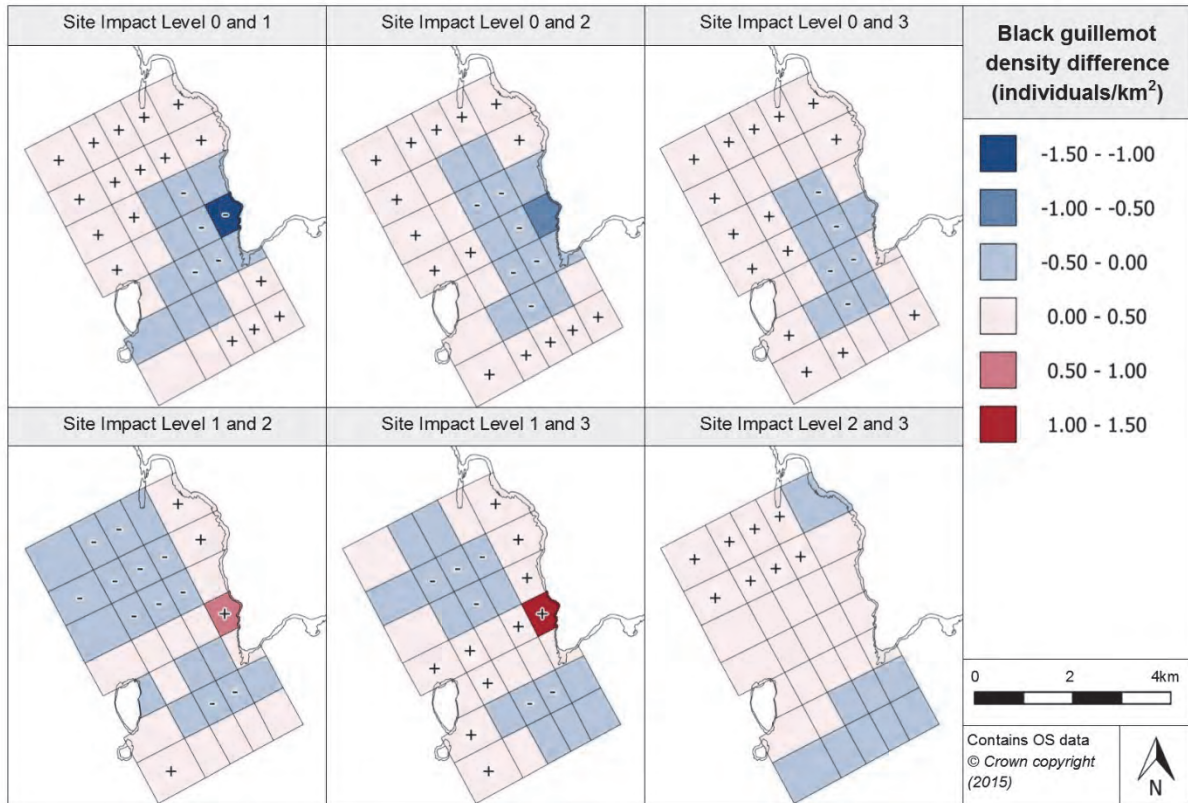 Site Impact Level 0 and 1
Site Impact Level 0 and 2
Site Impact Level 0 and 3
Black guillemot
density difference
(individuals/km²)
-1.50 - -1.00
-1.00 - -0.50
-0.50 - 0.00
0.00 - 0.50
0.50 - 1.00
1.00 - 1.50
Site Impact Level 1 and 2
Site Impact Level 1 and 3
Site Impact Level 2 and 3
0 2 4km
Contains OS data
© Crown copyright
(2015)
N